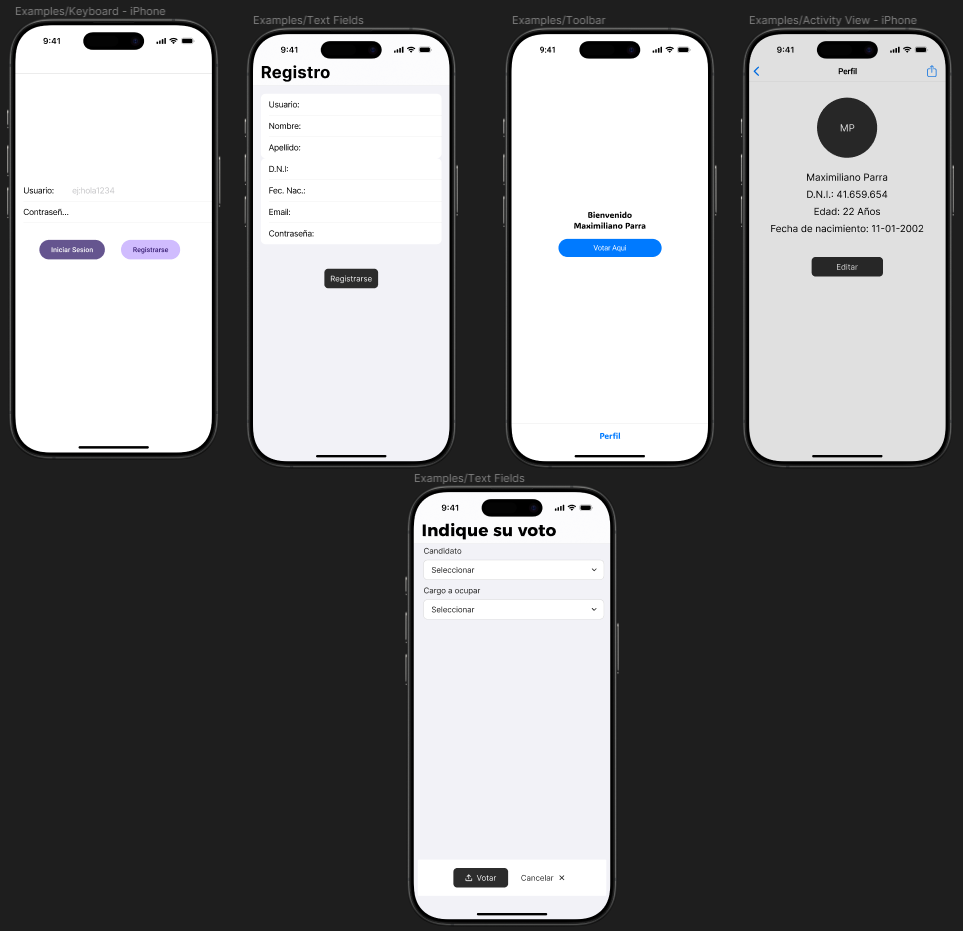 Examples/Keyboard - iPhone
9:41
Usuario: ej:hola1234
Contraseñ...
Iniciar Sesion
Registrarse
Examples/Text Fields
9:41
Registro
Usuario:
Nombre:
Apellido:
D.N.I:
Fec. Nac.:
Email:
Contraseña:
Registrarse
Examples/Toolbar
9:41
Bienvenido
Maximiliano Parra
Votar Aqui
Perfil
Examples/Activity View - iPhone
9:41
Perfil
MP
Maximiliano Parra
D.N.I.: 41.659.654
Edad: 22 Años
Fecha de nacimiento: 11-01-2002
Editar
Examples/Text Fields
9:41
Indique su voto
Candidato
Seleccionar
Cargo a ocupar
Seleccionar
Votar
Cancelar